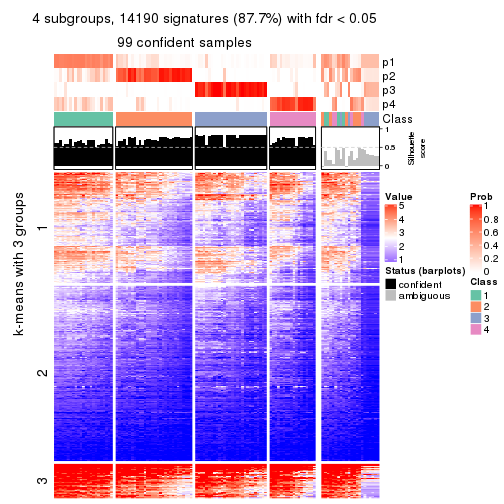 4 subgroups, 14190 signatures (87.7%) with fdr < 0.05
99 confident samples
p1
p2
p3
p4
Class
1
0.5
0
Silhouette
score
k-means with 3 groups
1
2
3
Value
5
4
3
2
1
Status (barplots)
confident
ambiguous
Prob
1
0.8
0.6
0.4
0.2
0
Class
1
2
3
4